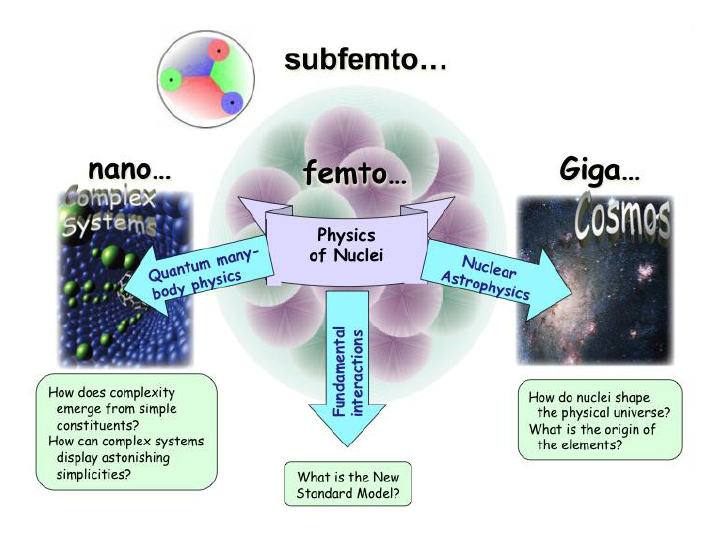 subfemto...
nano...
femto...
Giga...
Complex
Systems
Cosmos
Physics
of Nuclei
Quantum many-
body physics
Nuclear
Astrophysics
Fundamental
interactions
How does complexity
emerge from simple
constituents?
How can complex systems
display astonishing
simplicities?
What is the New
Standard Model?
How do nuclei shape
the physical universe?
What is the origin of
the elements?